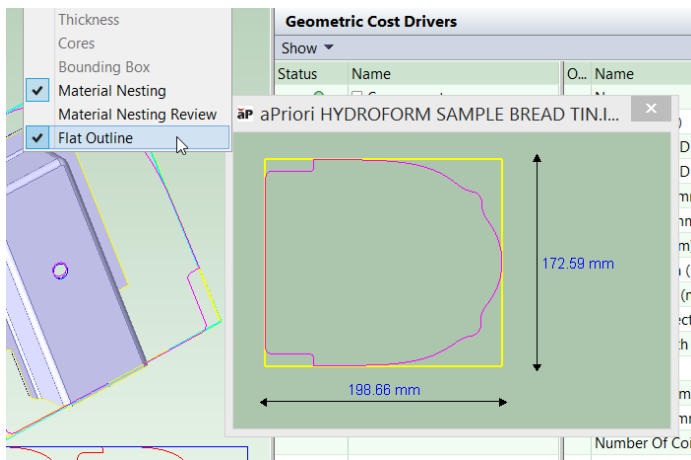 Thickness
Cores
Bounding Box
Material Nesting
Material Nesting Review
Flat Outline
Geometric Cost Drivers
Show
Status Name O... Name
aP aPriori HYDROFORM SAMPLE BREAD TIN.I...
172.59 mm
198.66 mm
Number Of Coi